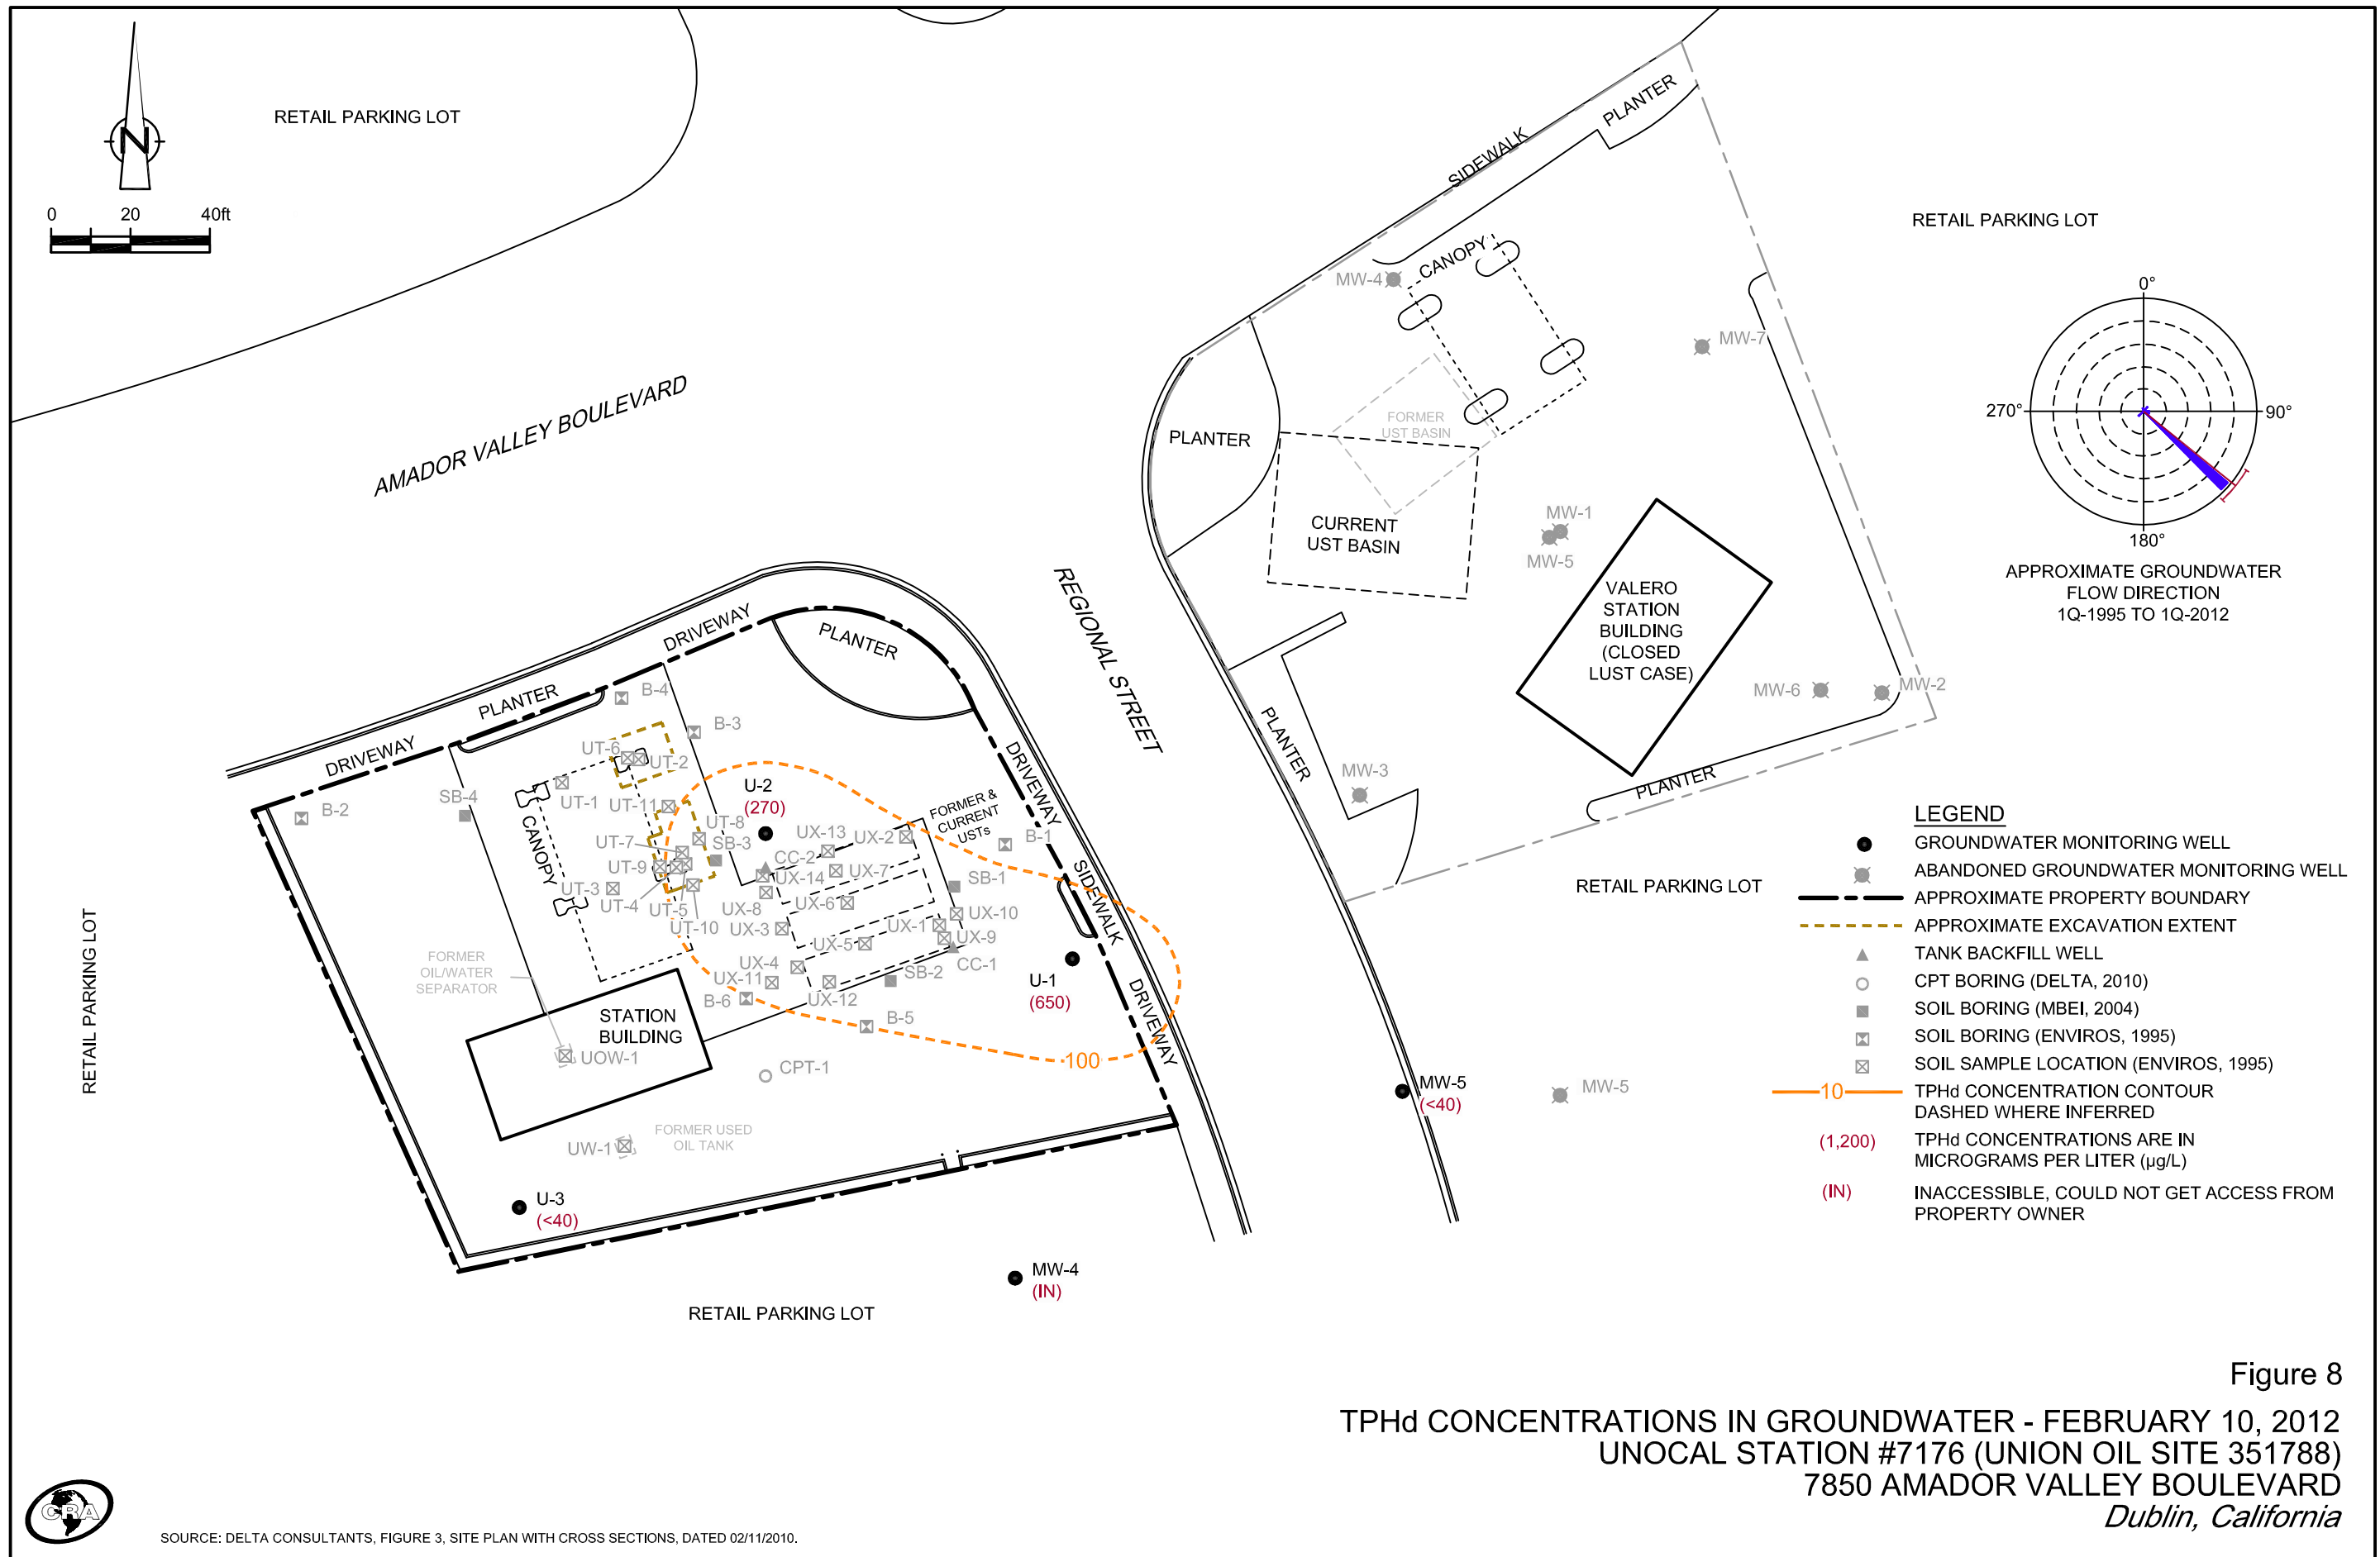 RETAIL PARKING LOT
N
0 20 40ft
AMADOR VALLEY BOULEVARD
REGIONAL STREET
SIDEWALK
PLANTER
CANOPY
MW-4
MW-7
RETAIL PARKING LOT
PLANTER
FORMER
UST BASIN
CURRENT
UST BASIN
MW-1
MW-5
VALERO
STATION
BUILDING
(CLOSED
LUST CASE)
MW-6
MW-2
PLANTER
MW-3
PLANTER
0°
270°
90°
180°
APPROXIMATE GROUNDWATER
FLOW DIRECTION
1Q-1995 TO 1Q-2012
DRIVEWAY
PLANTER
DRIVEWAY
PLANTER
DRIVEWAY
SIDEWALK
DRIVEWAY
B-4
B-3
B-2
SB-4
UT-6
UT-2
UT-1
UT-11
CANOPY
U-2
(270)
UT-8
UT-7
SB-3
UT-9
UT-3
UT-4
UT-5
UT-10
FORMER &
CURRENT
USTs
UX-13
UX-2
CC-2
UX-14
UX-7
B-1
SB-1
UX-8
UX-6
UX-10
UX-3
UX-1
UX-9
UX-5
CC-1
UX-4
UX-11
SB-2
B-6
UX-12
B-5
U-1
(650)
100
FORMER
OIL/WATER
SEPARATOR
STATION
BUILDING
UOW-1
CPT-1
FORMER USED
OIL TANK
UW-1
U-3
(<40)
MW-5
(<40)
MW-5
MW-4
(IN)
RETAIL PARKING LOT
RETAIL PARKING LOT
RETAIL PARKING LOT
LEGEND
GROUNDWATER MONITORING WELL
ABANDONED GROUNDWATER MONITORING WELL
APPROXIMATE PROPERTY BOUNDARY
APPROXIMATE EXCAVATION EXTENT
TANK BACKFILL WELL
CPT BORING (DELTA, 2010)
SOIL BORING (MBEI, 2004)
SOIL BORING (ENVIROS, 1995)
SOIL SAMPLE LOCATION (ENVIROS, 1995)
10 TPHd CONCENTRATION CONTOUR
DASHED WHERE INFERRED
(1,200) TPHd CONCENTRATIONS ARE IN
MICROGRAMS PER LITER (µg/L)
(IN) INACCESSIBLE, COULD NOT GET ACCESS FROM
PROPERTY OWNER
Figure 8
TPHd CONCENTRATIONS IN GROUNDWATER - FEBRUARY 10, 2012
UNOCAL STATION #7176 (UNION OIL SITE 351788)
7850 AMADOR VALLEY BOULEVARD
Dublin, California
CRA
SOURCE: DELTA CONSULTANTS, FIGURE 3, SITE PLAN WITH CROSS SECTIONS, DATED 02/11/2010.